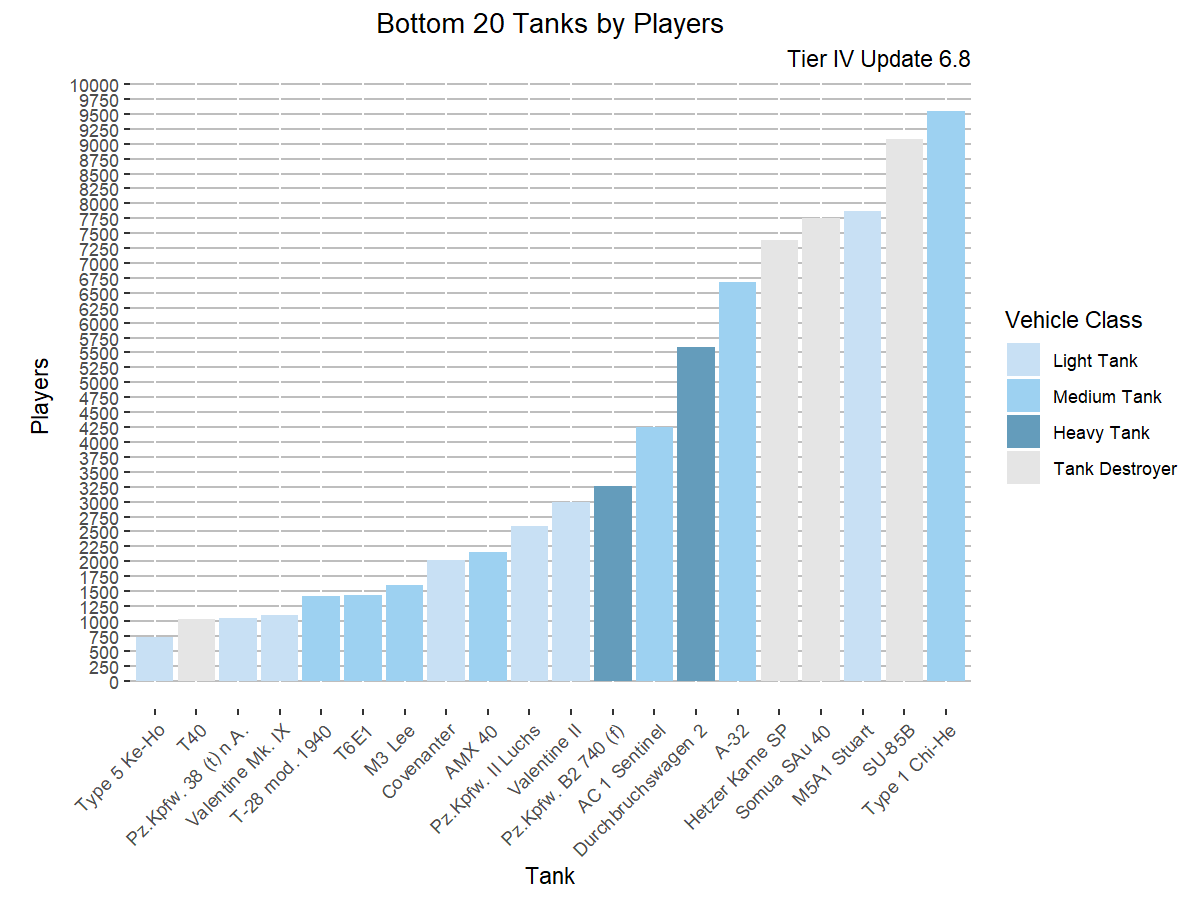 Bottom 20 Tanks by Players
Tier IV Update 6.8
10000
9750
9500
9250
9000
8750
8500
8250
8000
7750
7500
7250
7000
6750
6500
6250
6000
5750
5500
5250
5000
4750
4500
4250
4000
3750
3500
3250
3000
2750
2500
2250
2000
1750
1500
1250
1000
750
500
250
0
Players
Type 5 Ke-Ho
T40
Pz.Kpfw. 38 (t) n.A.
Valentine Mk. IX
T-28 mod. 1940
T6E1
M3 Lee
Covenanter
AMX 40
Pz.Kpfw. II Luchs
Valentine II
Pz.Kpfw. B2 740 (f)
AC 1 Sentinel
Durchbruchswagen 2
A-32
Hetzer Kame SP
Somua SAu 40
M5A1 Stuart
SU-85B
Type 1 Chi-He
Tank
Vehicle Class
Light Tank
Medium Tank
Heavy Tank
Tank Destroyer